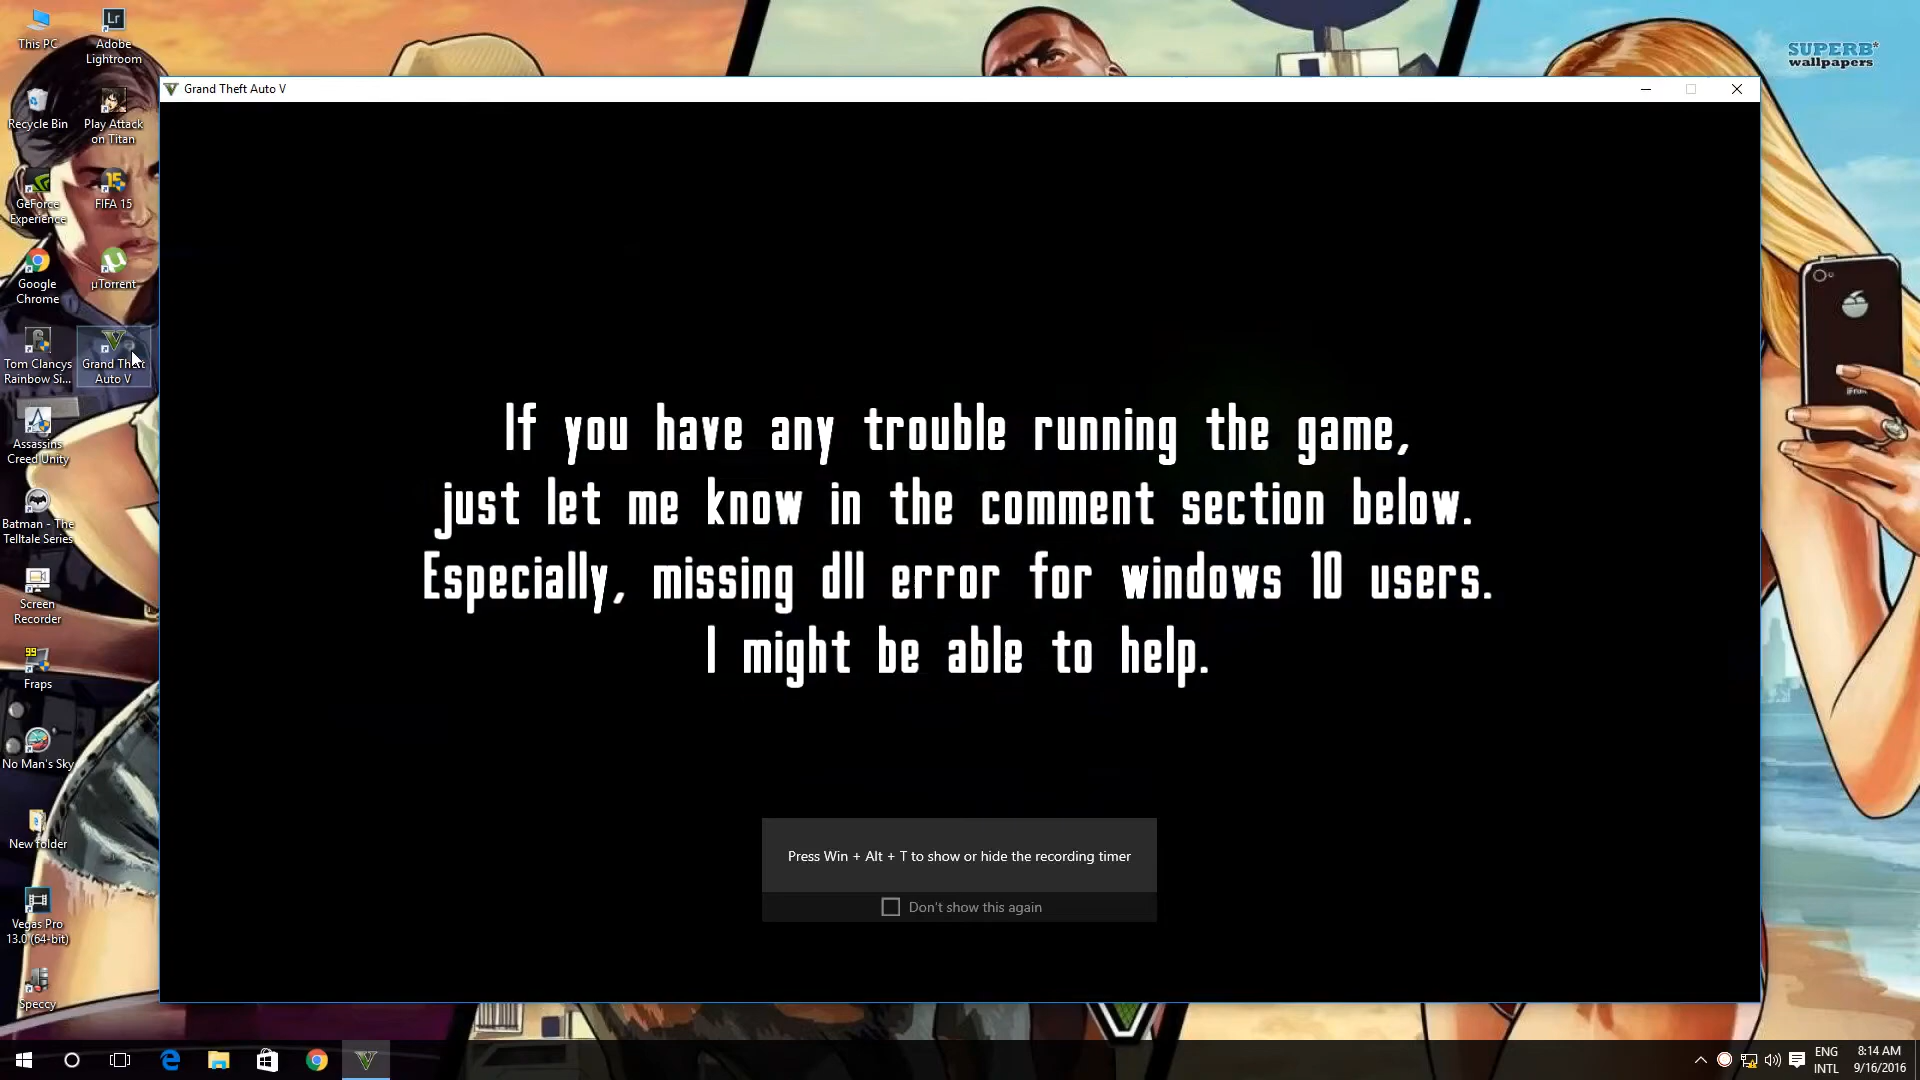 This PC
Adobe
Lightroom
Lr
SUPERB*
wallpapers
Grand Theft Auto V
Recycle Bin
Play Attack
on Titan
GeForce
Experience
15
FIFA 15
Google
Chrome
µTorrent
Tom Clancys
Rainbow Si...
Grand Theft
Auto V
Assassins
Creed Unity
Batman - The
Telltale Series
Screen
Recorder
99
Fraps
No Man's Sky
New folder
Vegas Pro
13.0 (64-bit)
Speccy
If you have any trouble running the game,
just let me know in the comment section below.
Especially, missing dll error for windows 10 users.
I might be able to help.
Press Win + Alt + T to show or hide the recording timer
Don't show this again
ENG
INTL
8:14 AM
9/16/2016